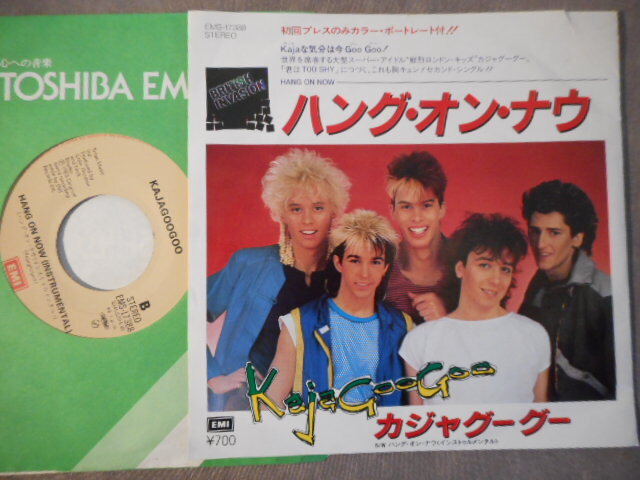 心への音楽
TOSHIBA EM
KAJAGOOGOO
HANG ON NOW (INSTRUMENTAL)
EMI
B
STEREO
EMS-17388
EMS-17388
STEREO
初回プレスのみカラー・ポートレート付!!
Kajaな気分は今Goo Goo!
世界を席巻する大型スーパー・アイドル"鮮烈ロンドン・キッズ"カジャグーグー。
「君はTOO SHY」につづく、これも胸キュン!セカンド・シングル!!
HANG ON NOW
BRITISH
INVASION
ハング・オン・ナウ
KajaGooGoo
カジャグーグー
EMI
¥700
B/W ハング・オン・ナウ(インストゥルメンタル)